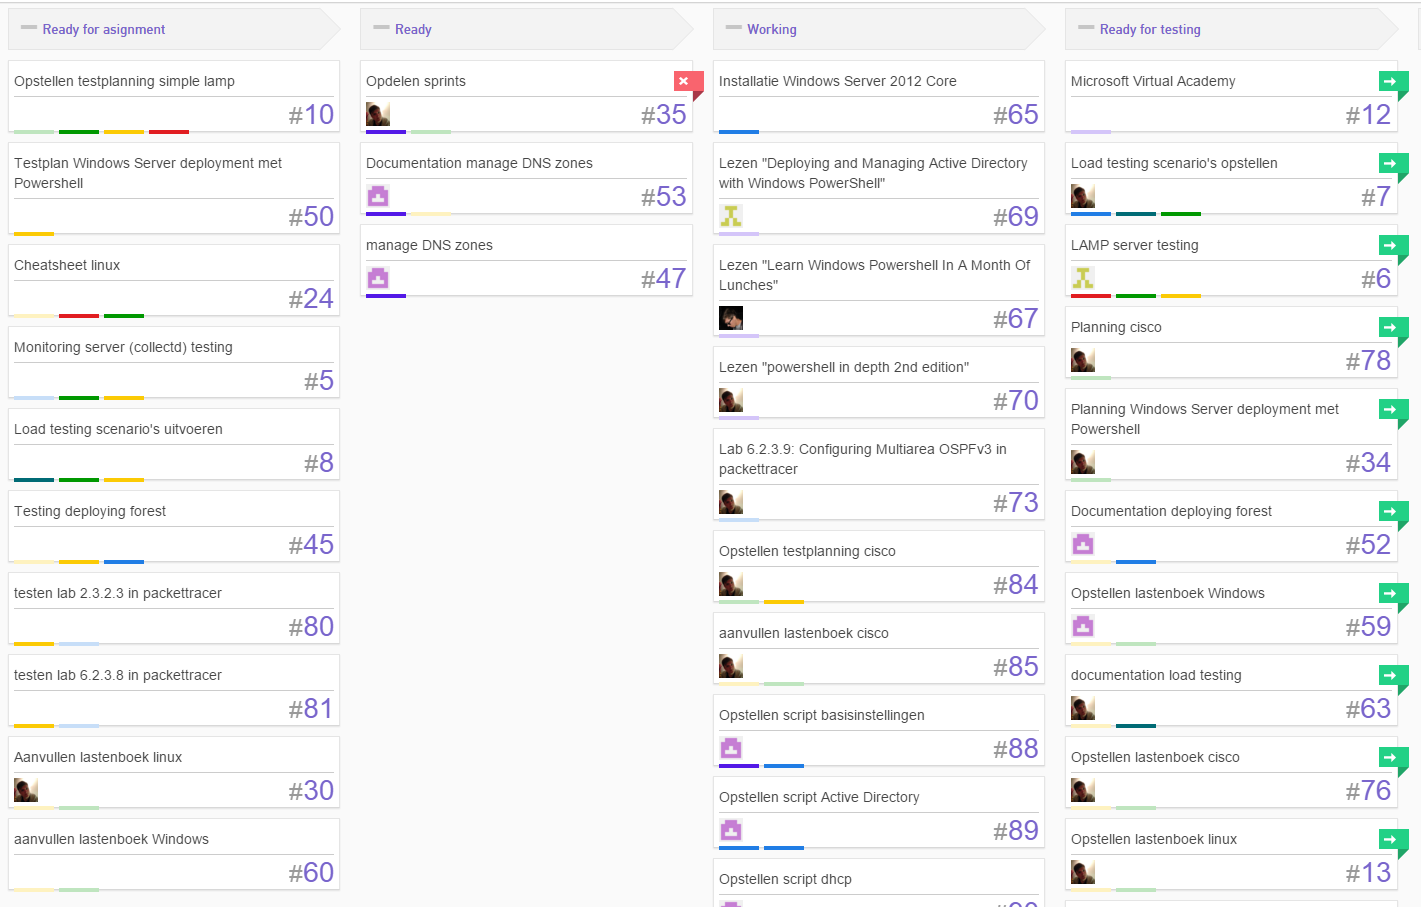 Ready for asignment
Opstellen testplanning simple lamp
#10
Testplan Windows Server deployment met
Powershell
#50
Cheatsheet linux
#24
Monitoring server (collectd) testing
#5
Load testing scenario's uitvoeren
#8
Testing deploying forest
#45
testen lab 2.3.2.3 in packettracer
#80
testen lab 6.2.3.8 in packettracer
#81
Aanvullen lastenboek linux
#30
aanvullen lastenboek Windows
#60
Ready
Opdelen sprints
#35
Documentation manage DNS zones
#53
manage DNS zones
#47
Working
Installatie Windows Server 2012 Core
#65
Lezen "Deploying and Managing Active Directory
with Windows PowerShell"
#69
Lezen "Learn Windows Powershell In A Month Of
Lunches"
#67
Lezen "powershell in depth 2nd edition"
#70
Lab 6.2.3.9: Configuring Multiarea OSPFv3 in
packettracer
#73
Opstellen testplanning cisco
#84
aanvullen lastenboek cisco
#85
Opstellen script basisinstellingen
#88
Opstellen script Active Directory
#89
Opstellen script dhcp
Ready for testing
Microsoft Virtual Academy
#12
Load testing scenario's opstellen
#7
LAMP server testing
#6
Planning cisco
#78
Planning Windows Server deployment met
Powershell
#34
Documentation deploying forest
#52
Opstellen lastenboek Windows
#59
documentation load testing
#63
Opstellen lastenboek cisco
#76
Opstellen lastenboek linux
#13